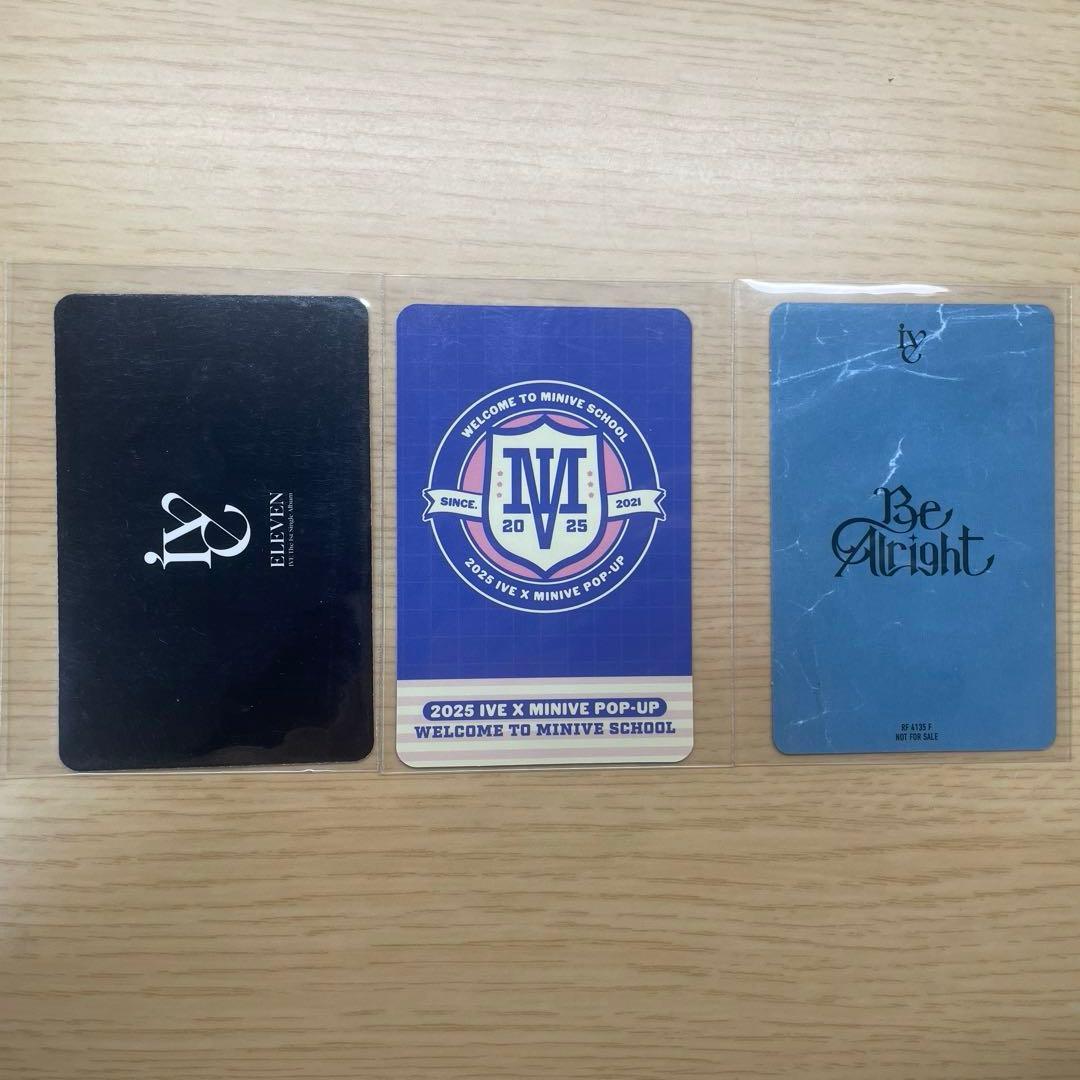 IVE
ELEVEN
IVE The 1st Single Album
WELCOME TO MINIVE SCHOOL
SINCE.
2021
MV
20
25
2025 IVE X MINIVE POP-UP
2025 IVE X MINIVE POP-UP
WELCOME TO MINIVE SCHOOL
IVE
Be
Alright
RF 4135 F
NOT FOR SALE